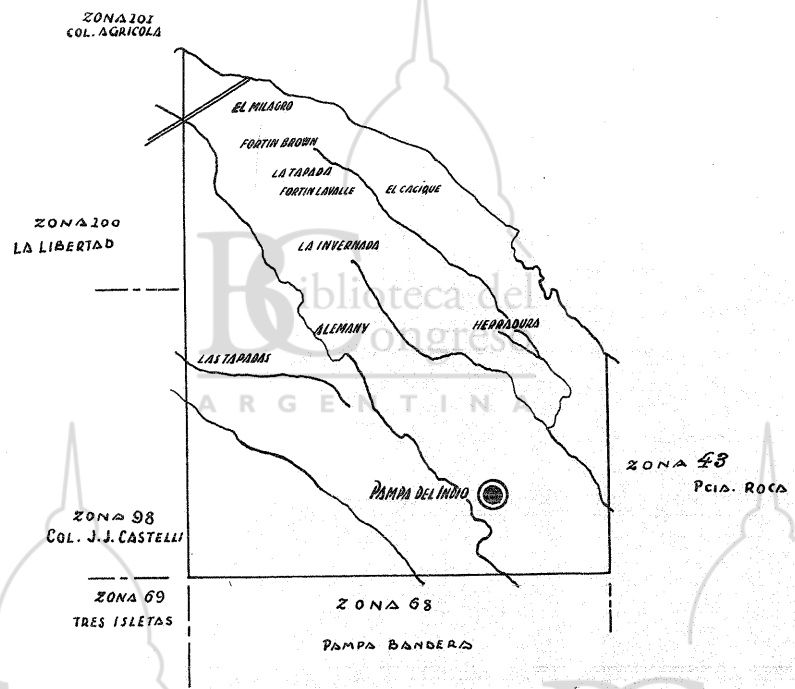 ZONA 101
COL. AGRICOLA
EL MILAGRO
FORTIN BROWN
LA TAPADA
FORTIN LAVALLE
EL CACIQUE
ZONA 100
LA LIBERTAD
LA INVERNADA
BC
Biblioteca del
Congreso
ARGENTINA
HERRADURA
ALEMANY
LAS TAPADAS
ZONA 43
PCIA. ROCA
PAMPA DEL INDIO
ZONA 98
COL. J.J. CASTELLI
ZONA 69
TRES ISLETAS
ZONA 68
PAMPA BANDERA